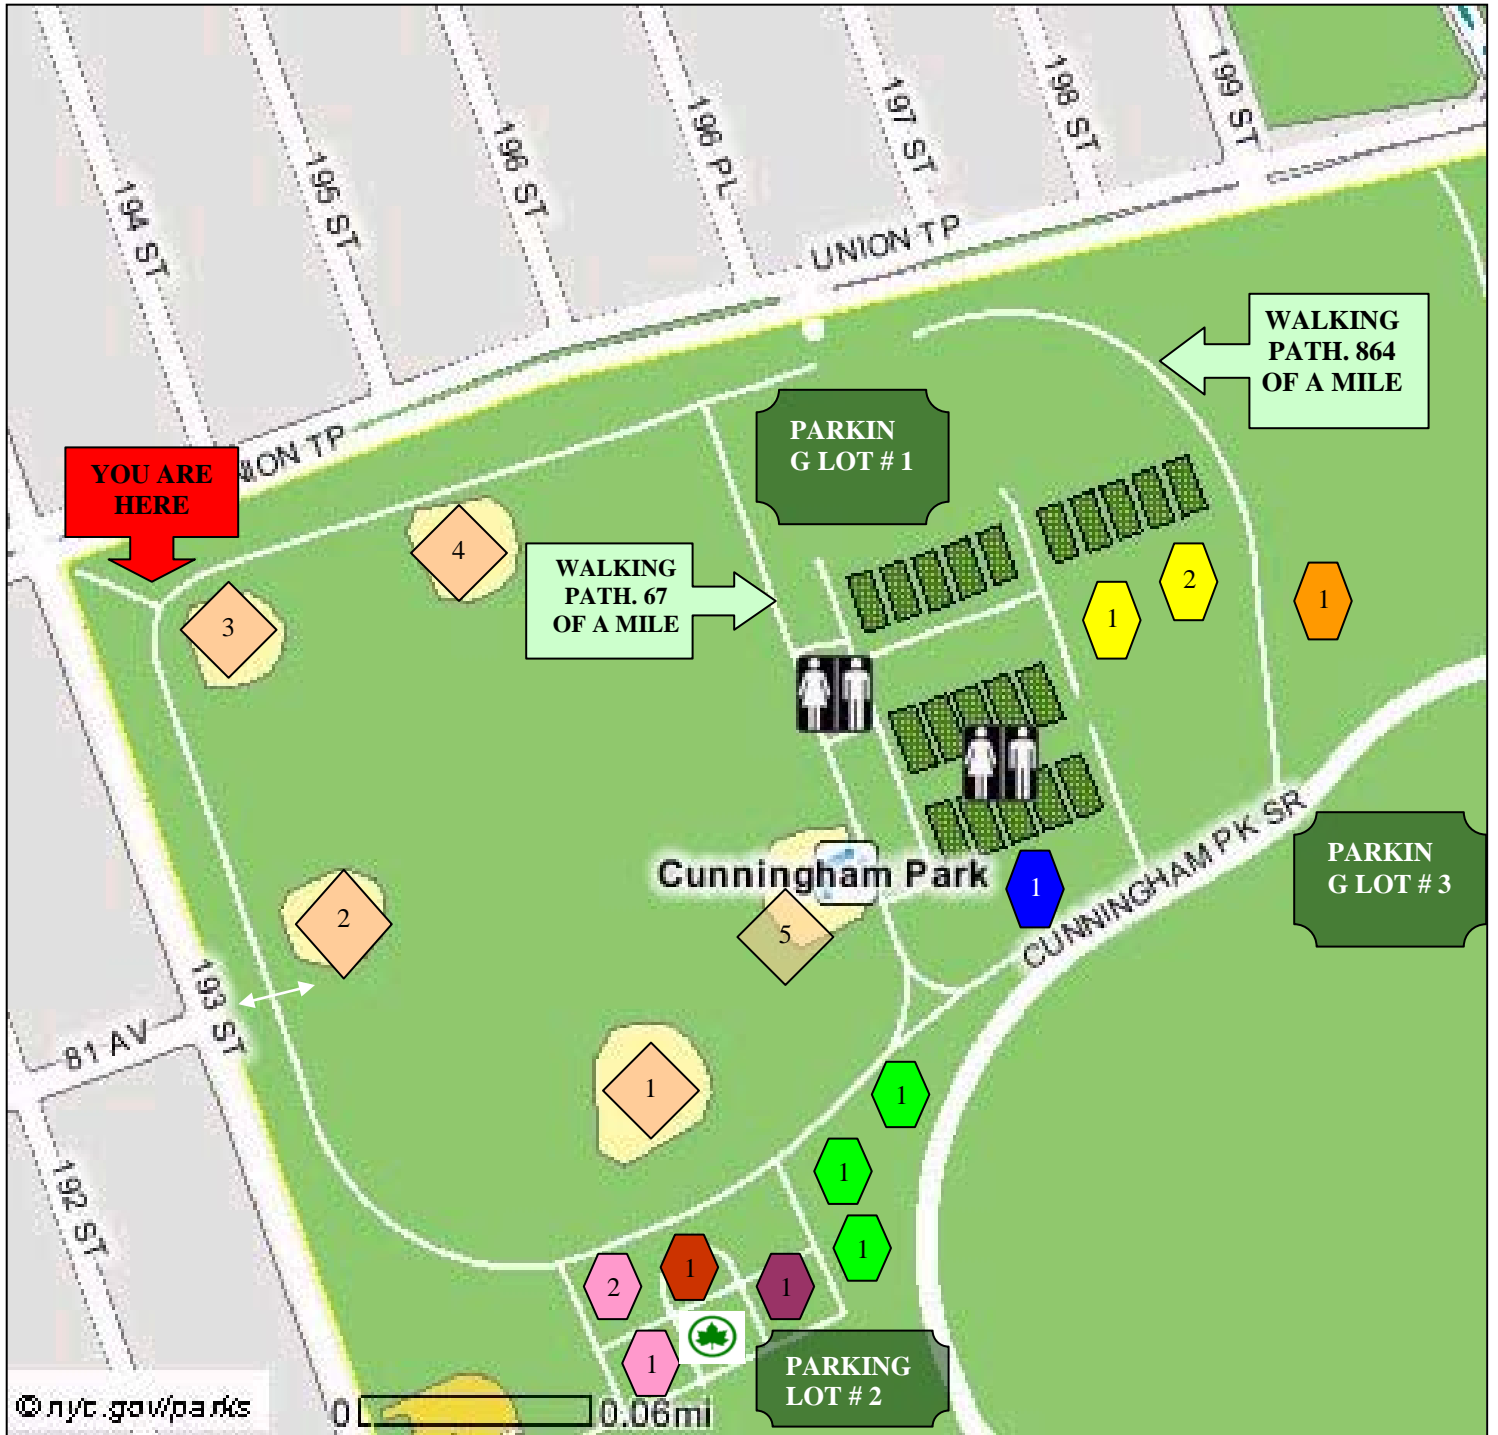 194 ST
195 ST
196 ST
196 PL
197 ST
198 ST
199 ST
UNION TP
WALKING
PATH. 864
OF A MILE
PARKIN
G LOT # 1
NION TP
YOU ARE
HERE
4
WALKING
PATH. 67
OF A MILE
3
1
2
1
Cunningham Park
1
CUNNINGHAM PK SR
PARKIN
G LOT # 3
2
5
193 ST
81 AV
1
1
1
1
192 ST
2
1
1
1
PARKING
LOT # 2
© nyc.gov/parks
0
0.06mi